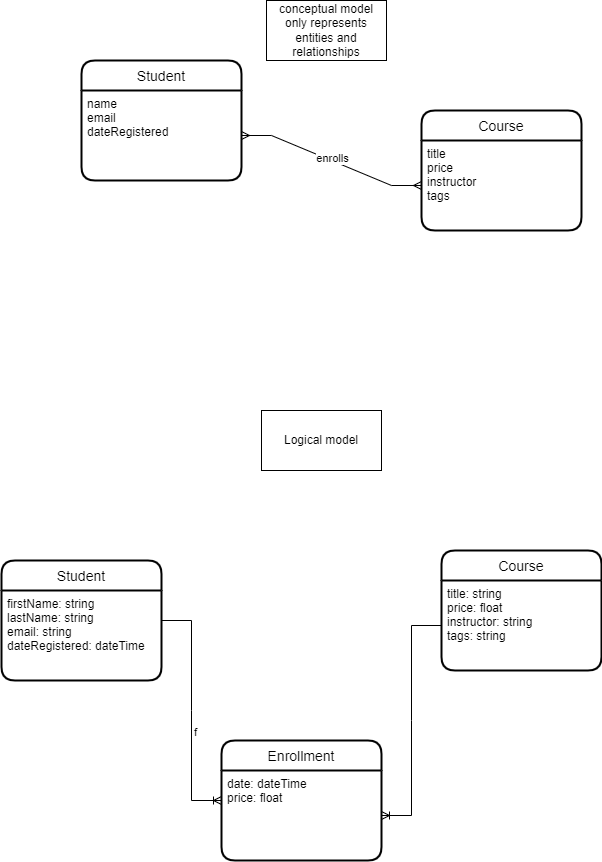 conceptual model
only represents
entities and
relationships
Student
name
email
dateRegistered
enrolls
Course
title
price
instructor
tags
Logical model
Student
firstName: string
lastName: string
email: string
dateRegistered: dateTime
Course
title: string
price: float
instructor: string
tags: string
f
Enrollment
date: dateTime
price: float